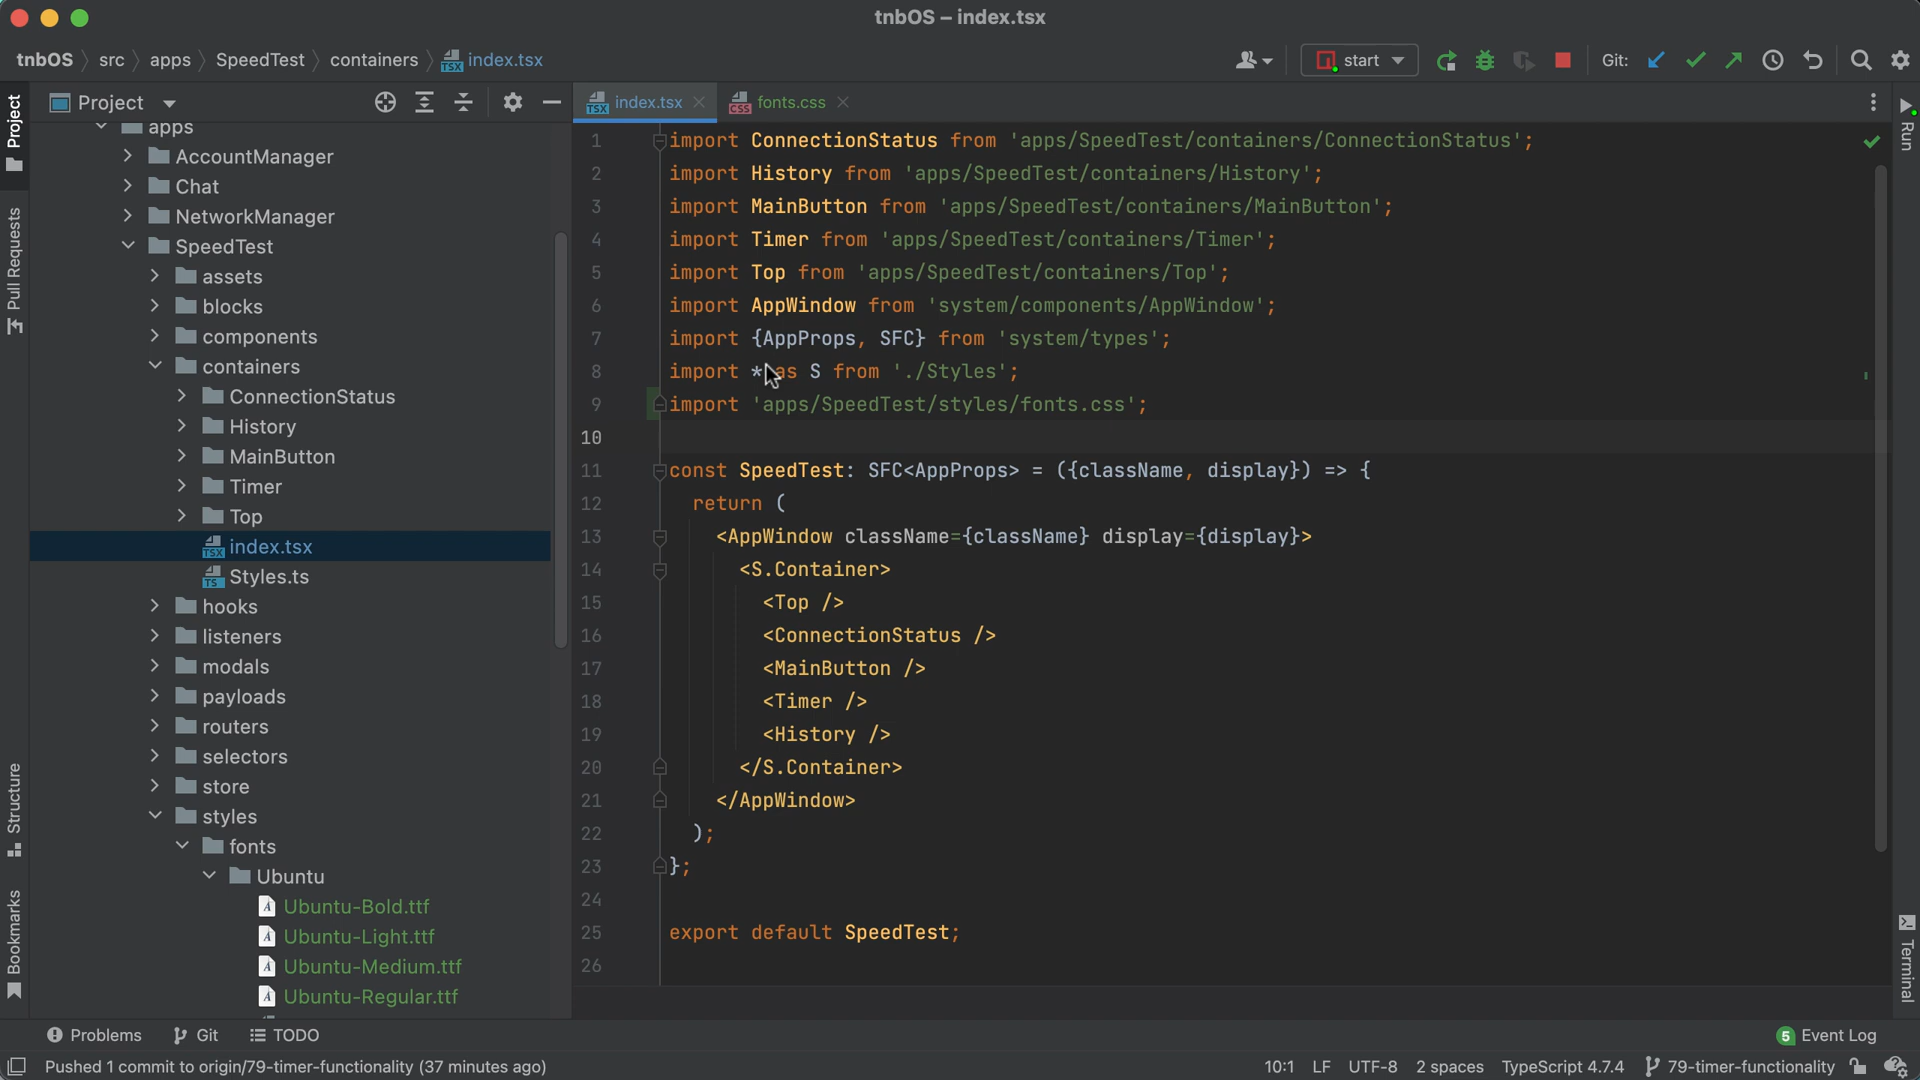 tnbOS – index.tsx
tnbOS src apps SpeedTest containers index.tsx
start Git:
Project
index.tsx fonts.css
Project
Pull Requests
Structure
Bookmarks
apps
AccountManager
Chat
NetworkManager
SpeedTest
assets
blocks
components
containers
ConnectionStatus
History
MainButton
Timer
Top
index.tsx
Styles.ts
hooks
listeners
modals
payloads
routers
selectors
store
styles
fonts
Ubuntu
Ubuntu-Bold.ttf
Ubuntu-Light.ttf
Ubuntu-Medium.ttf
Ubuntu-Regular.ttf
1 import ConnectionStatus from 'apps/SpeedTest/containers/ConnectionStatus';
2 import History from 'apps/SpeedTest/containers/History';
3 import MainButton from 'apps/SpeedTest/containers/MainButton';
4 import Timer from 'apps/SpeedTest/containers/Timer';
5 import Top from 'apps/SpeedTest/containers/Top';
6 import AppWindow from 'system/components/AppWindow';
7 import {AppProps, SFC} from 'system/types';
8 import * as S from './Styles';
9 import 'apps/SpeedTest/styles/fonts.css';
10
11 const SpeedTest: SFC<AppProps> = ({className, display}) => {
12 return (
13 <AppWindow className={className} display={display}>
14 <S.Container>
15 <Top />
16 <ConnectionStatus />
17 <MainButton />
18 <Timer />
19 <History />
20 </S.Container>
21 </AppWindow>
22 );
23 };
24
25 export default SpeedTest;
26
Run
Terminal
Problems Git TODO
5 Event Log
Pushed 1 commit to origin/79-timer-functionality (37 minutes ago)
10:1 LF UTF-8 2 spaces TypeScript 4.7.4 79-timer-functionality